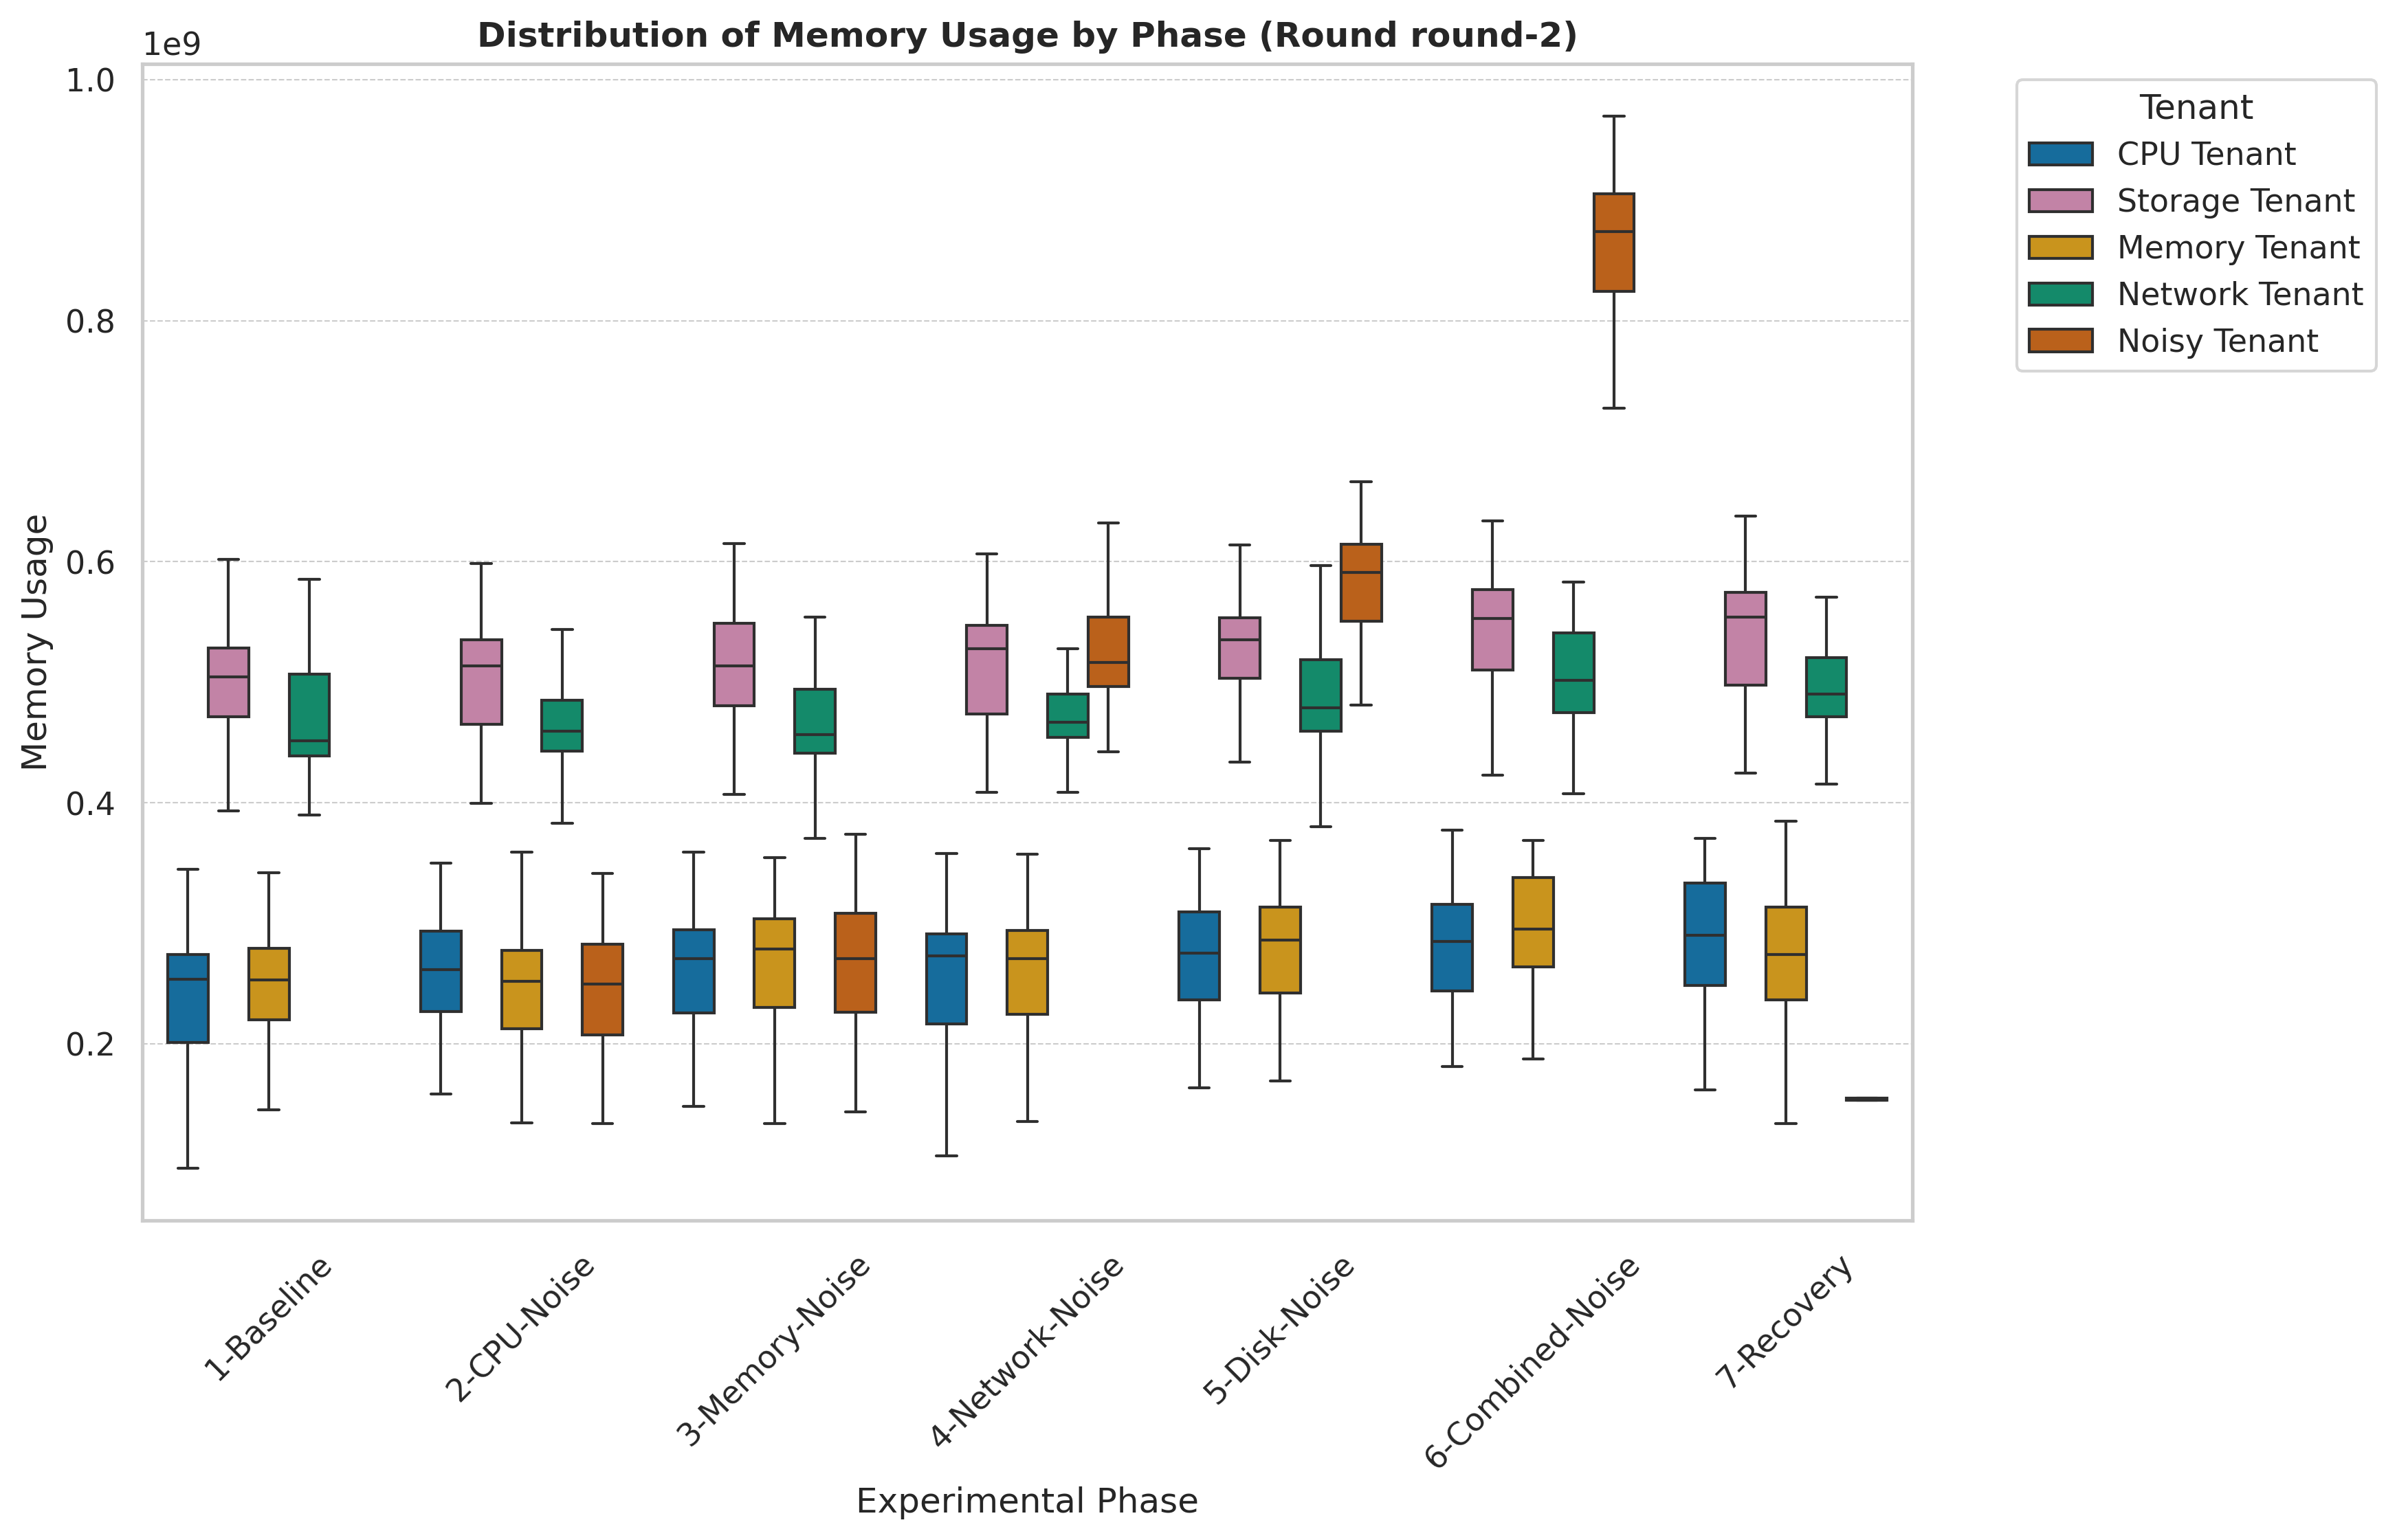 Distribution of Memory Usage by Phase (Round round-2)
1e9
1.0
0.8
0.6
0.4
0.2
Memory Usage
1-Baseline
2-CPU-Noise
3-Memory-Noise
4-Network-Noise
5-Disk-Noise
6-Combined-Noise
7-Recovery
Experimental Phase
Tenant
CPU Tenant
Storage Tenant
Memory Tenant
Network Tenant
Noisy Tenant